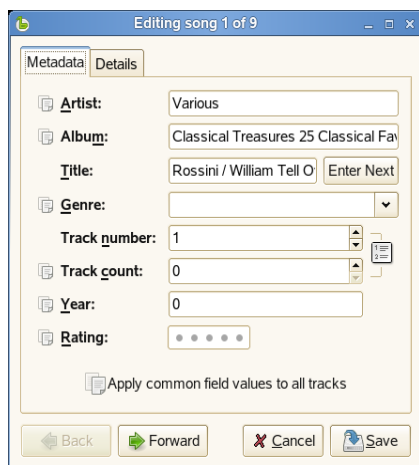 Editing song 1 of 9
Metadata Details
Artist: Various
Album: Classical Treasures 25 Classical Fav
Title: Rossini / William Tell O Enter Next
Genre:
Track number: 1
Track count: 0
Year: 0
Rating:
Apply common field values to all tracks
Back Forward Cancel Save